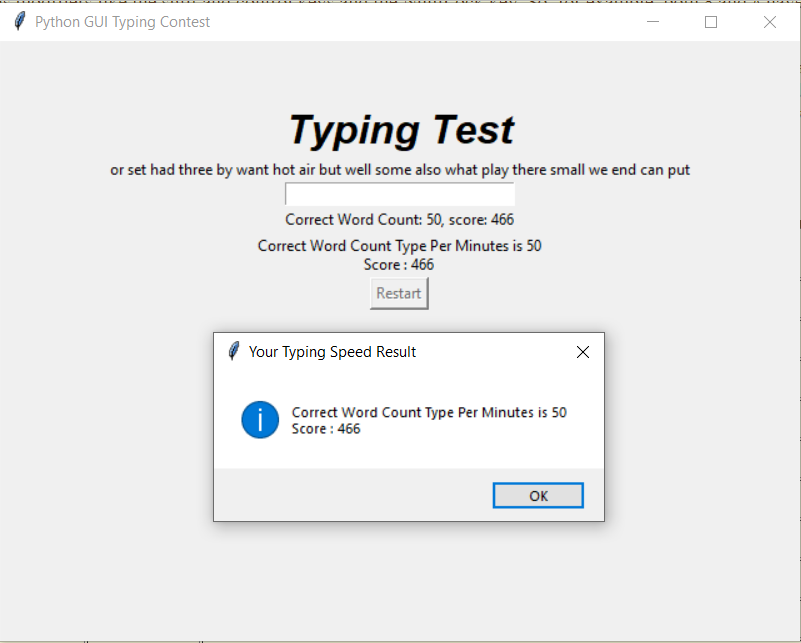 Python GUI Typing Contest
Typing Test
or set had three by want hot air but well some also what play there small we end can put
Correct Word Count: 50, score: 466
Correct Word Count Type Per Minutes is 50
Score : 466
Restart
Your Typing Speed Result
Correct Word Count Type Per Minutes is 50
Score : 466
OK